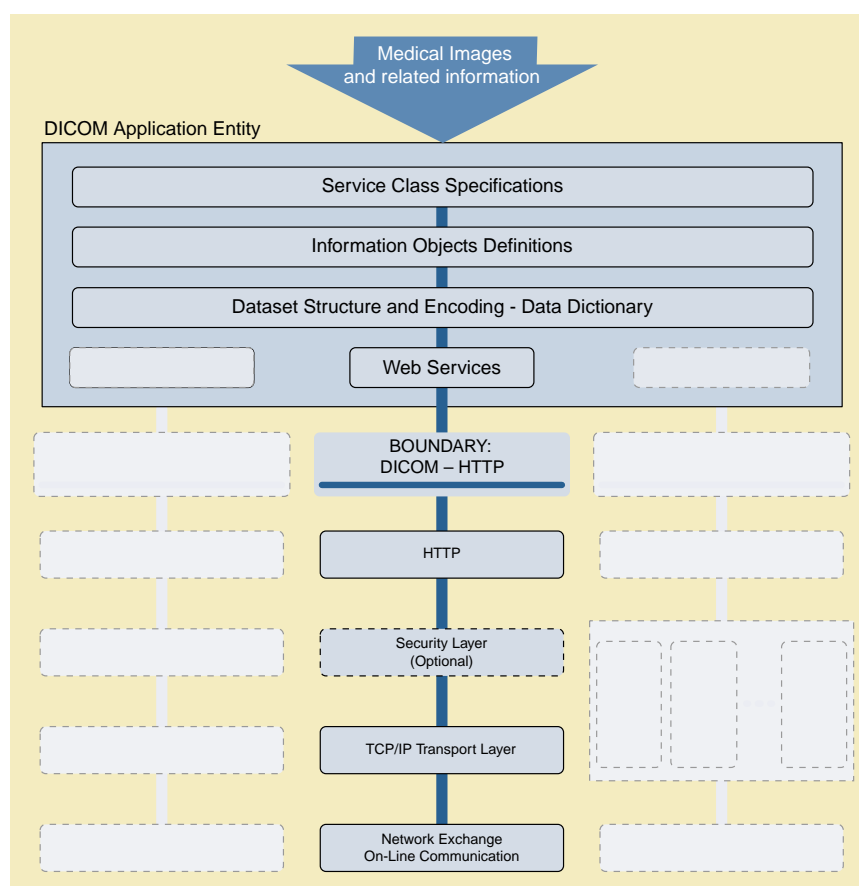 Medical Images
and related information
DICOM Application Entity
Service Class Specifications
Information Objects Definitions
Dataset Structure and Encoding - Data Dictionary
Web Services
BOUNDARY:
DICOM – HTTP
HTTP
Security Layer
(Optional)
TCP/IP Transport Layer
Network Exchange
On-Line Communication